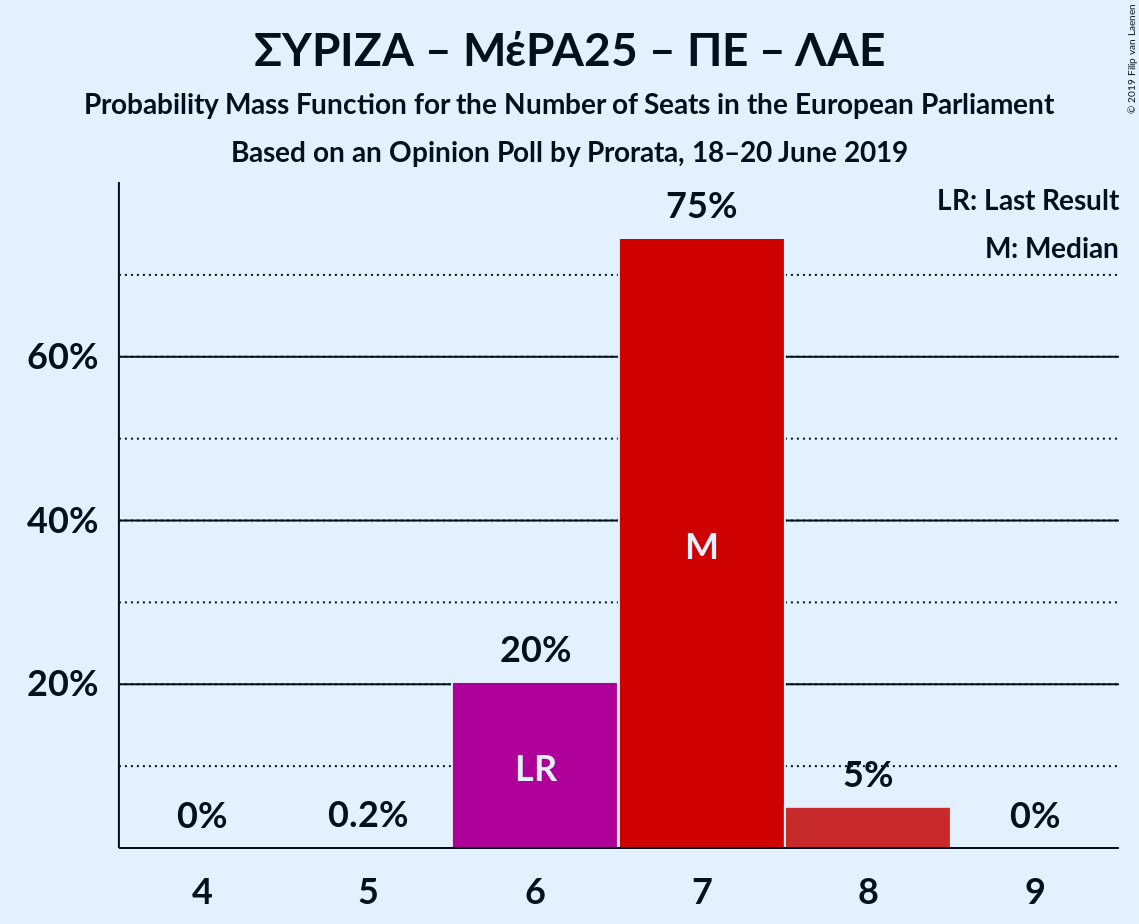 ΣΥΡΙΖΑ – ΜέΡΑ25 – ΠΕ – ΛΑΕ
Probability Mass Function for the Number of Seats in the European Parliament
Based on an Opinion Poll by Prorata, 18–20 June 2019
© 2019 Filip van Laenen
LR: Last Result
M: Median
75%
60%
40%
M
20%
20%
LR
5%
0%
0.2%
0%
4 5 6 7 8 9